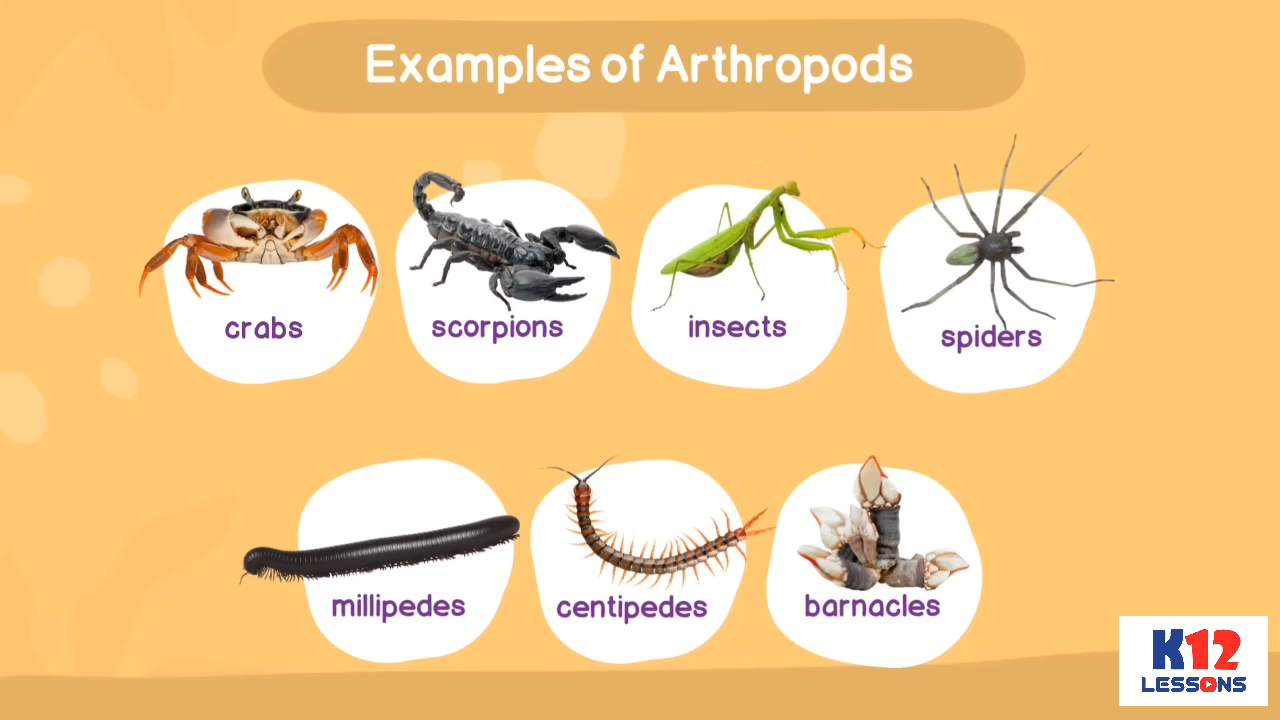 Examples of Arthropods
crabs
scorpions
insects
spiders
millipedes
centipedes
barnacles
K12
LESSONS